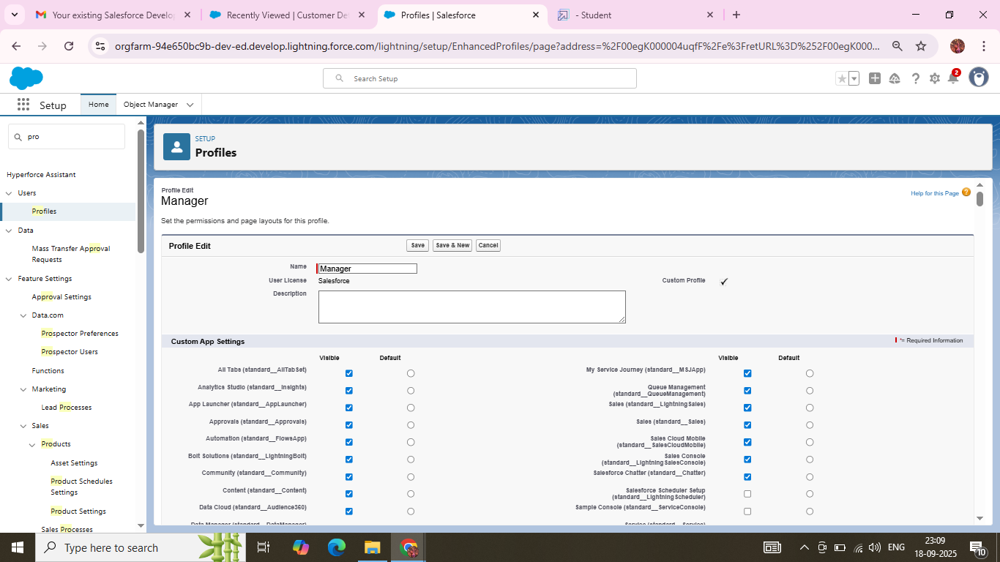 Your existing Salesforce Develo
Recently Viewed | Customer De
Profiles | Salesforce
- Student
orgfarm-94e650bc9b-dev-ed.develop.lightning.force.com/lightning/setup/EnhancedProfiles/page?address=%2F00egK000004uqfF%2Fe%3FretURL%3D%252F00egK000...
Search Setup
2
Setup
Home
Object Manager
pro
Hyperforce Assistant
Users
Profiles
Data
Mass Transfer Approval
Requests
Feature Settings
Approval Settings
Data.com
Prospector Preferences
Prospector Users
Functions
Marketing
Lead Processes
Sales
Products
Asset Settings
Product Schedules
Settings
Product Settings
Sales Processes
SETUP
Profiles
Profile Edit
Manager
Help for this Page ?
Set the permissions and page layouts for this profile.
Profile Edit
Save
Save & New
Cancel
Name
Manager
User License
Salesforce
Custom Profile
Description
Custom App Settings
= Required Information
Visible
Default
Visible
Default
All Tabs (standard__AllTabSet)
My Service Journey (standard__MSJApp)
Analytics Studio (standard__Insights)
Queue Management
(standard__QueueManagement)
App Launcher (standard__AppLauncher)
Sales (standard__LightningSales)
Approvals (standard__Approvals)
Sales (standard__Sales)
Automation (standard__FlowsApp)
Sales Cloud Mobile
(standard__SalesCloudMobile)
Bolt Solutions (standard__LightningBolt)
Sales Console
(standard__LightningSalesConsole)
Community (standard__Community)
Salesforce Chatter (standard__Chatter)
Content (standard__Content)
Salesforce Scheduler Setup
(standard__LightningScheduler)
Data Cloud (standard__Audience360)
Sample Console (standard__ServiceConsole)
Data Manager (standard__DataManager)
Service (standard__Service)
Type here to search
ENG
23:09
18-09-2025
10